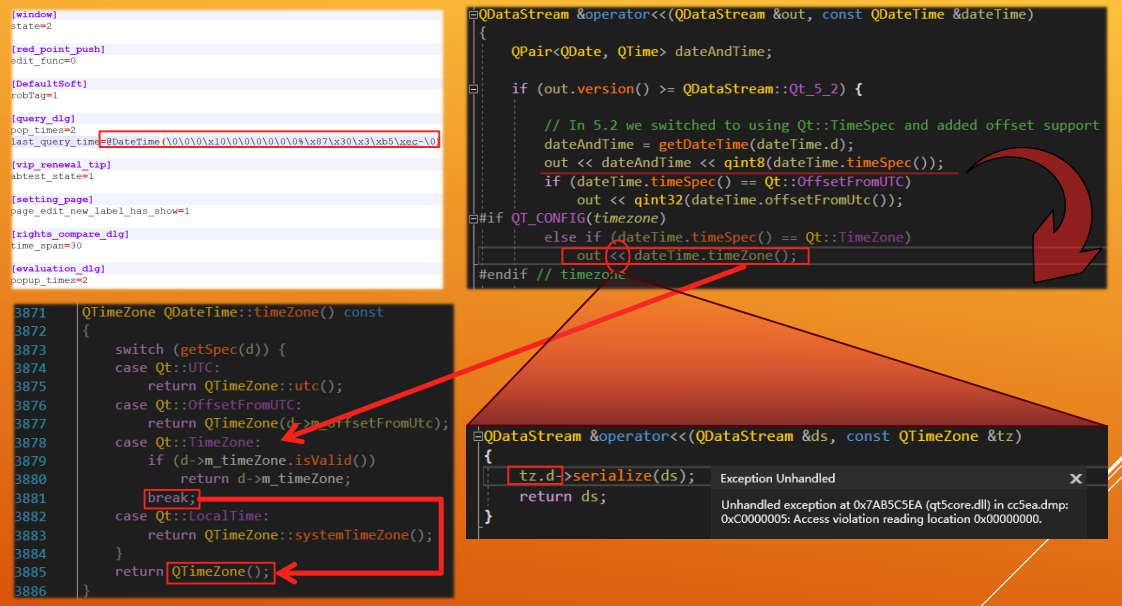 [window]
state=2
[red_point_push]
edit_func=0
[DefaultSoft]
robTag=1
[query_dlg]
pop_times=2
last_query_time=@DateTime(\0\0\0\x10\0\0\0\0\0\0%\x87\x30\x3\xb5\xec~\0)
[vip_renewal_tip]
abtest_state=1
[setting_page]
page_edit_new_label_has_show=1
[rights_compare_dlg]
time_span=30
[evaluation_dlg]
popup_times=2
QDataStream &operator<<(QDataStream &out, const QDateTime &dateTime)
{
QPair<QDate, QTime> dateAndTime;
if (out.version() >= QDataStream::Qt_5_2) {
// In 5.2 we switched to using Qt::TimeSpec and added offset support
dateAndTime = getDateTime(dateTime.d);
out << dateAndTime << qint8(dateTime.timeSpec());
if (dateTime.timeSpec() == Qt::OffsetFromUTC)
out << qint32(dateTime.offsetFromUtc());
#if QT_CONFIG(timezone)
else if (dateTime.timeSpec() == Qt::TimeZone)
out << dateTime.timeZone();
#endif // timezone
3871 QTimeZone QDateTime::timeZone() const
3872 {
3873 switch (getSpec(d)) {
3874 case Qt::UTC:
3875 return QTimeZone::utc();
3876 case Qt::OffsetFromUTC:
3877 return QTimeZone(d->m_offsetFromUtc);
3878 case Qt::TimeZone:
3879 if (d->m_timeZone.isValid())
3880 return d->m_timeZone;
3881 break;
3882 case Qt::LocalTime:
3883 return QTimeZone::systemTimeZone();
3884 }
3885 return QTimeZone();
3886 }
QDataStream &operator<<(QDataStream &ds, const QTimeZone &tz)
{
tz.d->serialize(ds);
return ds;
}
Exception Unhandled
Unhandled exception at 0x7AB5C5EA (qt5core.dll) in cc5ea.dmp:
0xC0000005: Access violation reading location 0x00000000.